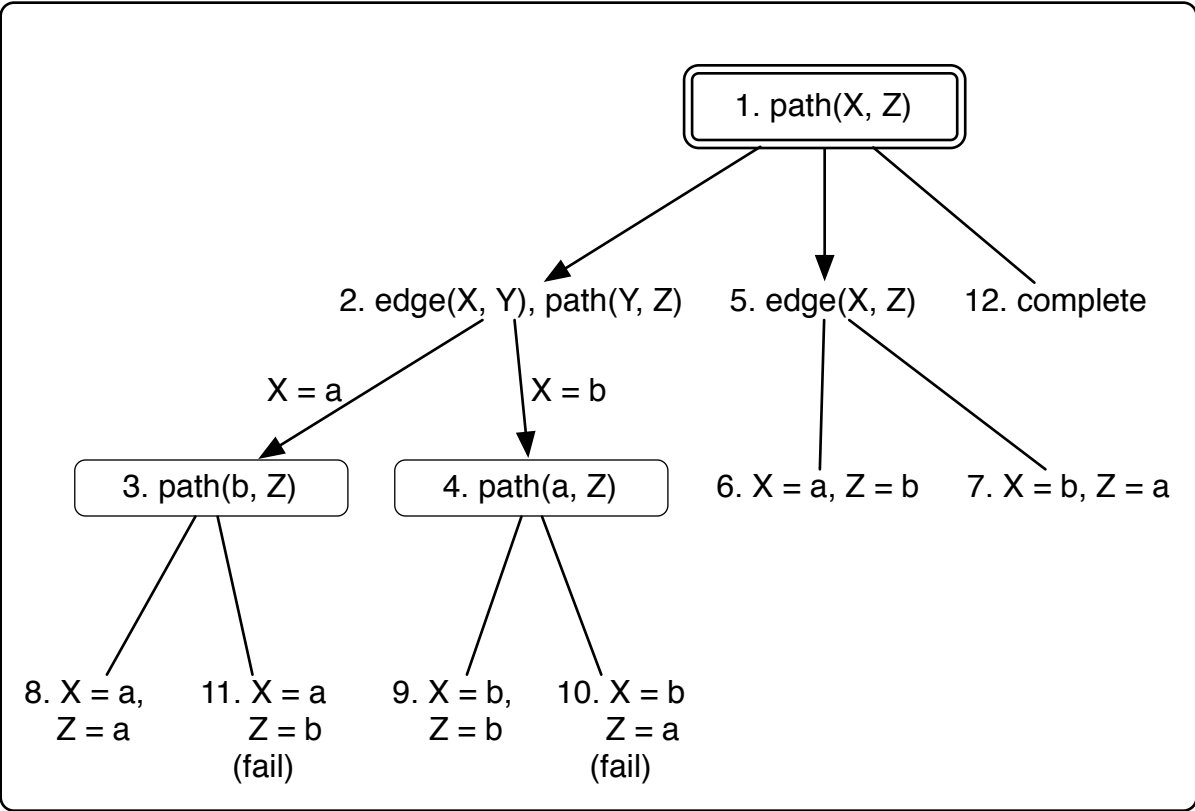 1. path(X, Z)
2. edge(X, Y), path(Y, Z)
5. edge(X, Z)
12. complete
X = a
X = b
3. path(b, Z)
4. path(a, Z)
6. X = a, Z = b
7. X = b, Z = a
8. X = a,
Z = a
11. X = a
Z = b
(fail)
9. X = b,
Z = b
10. X = b
Z = a
(fail)